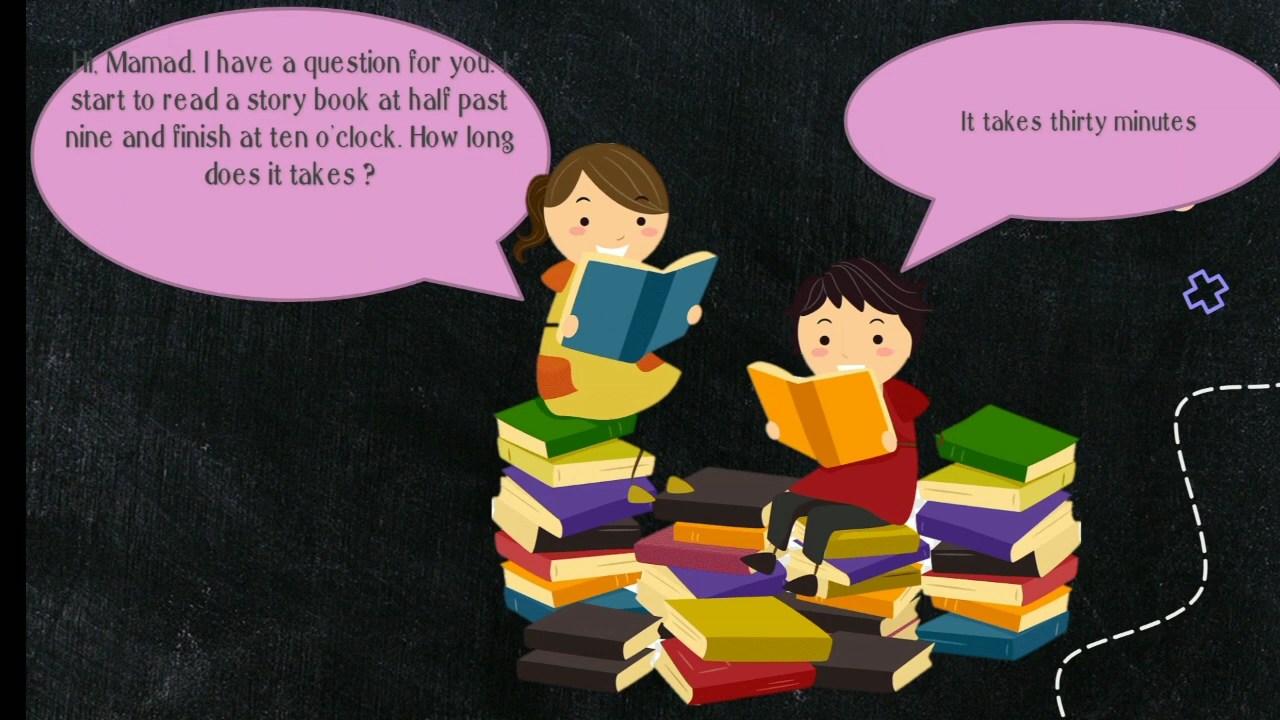 Hi, Mamad. I have a question for you. I
start to read a story book at half past
nine and finish at ten o'clock. How long
does it takes ?
It takes thirty minutes